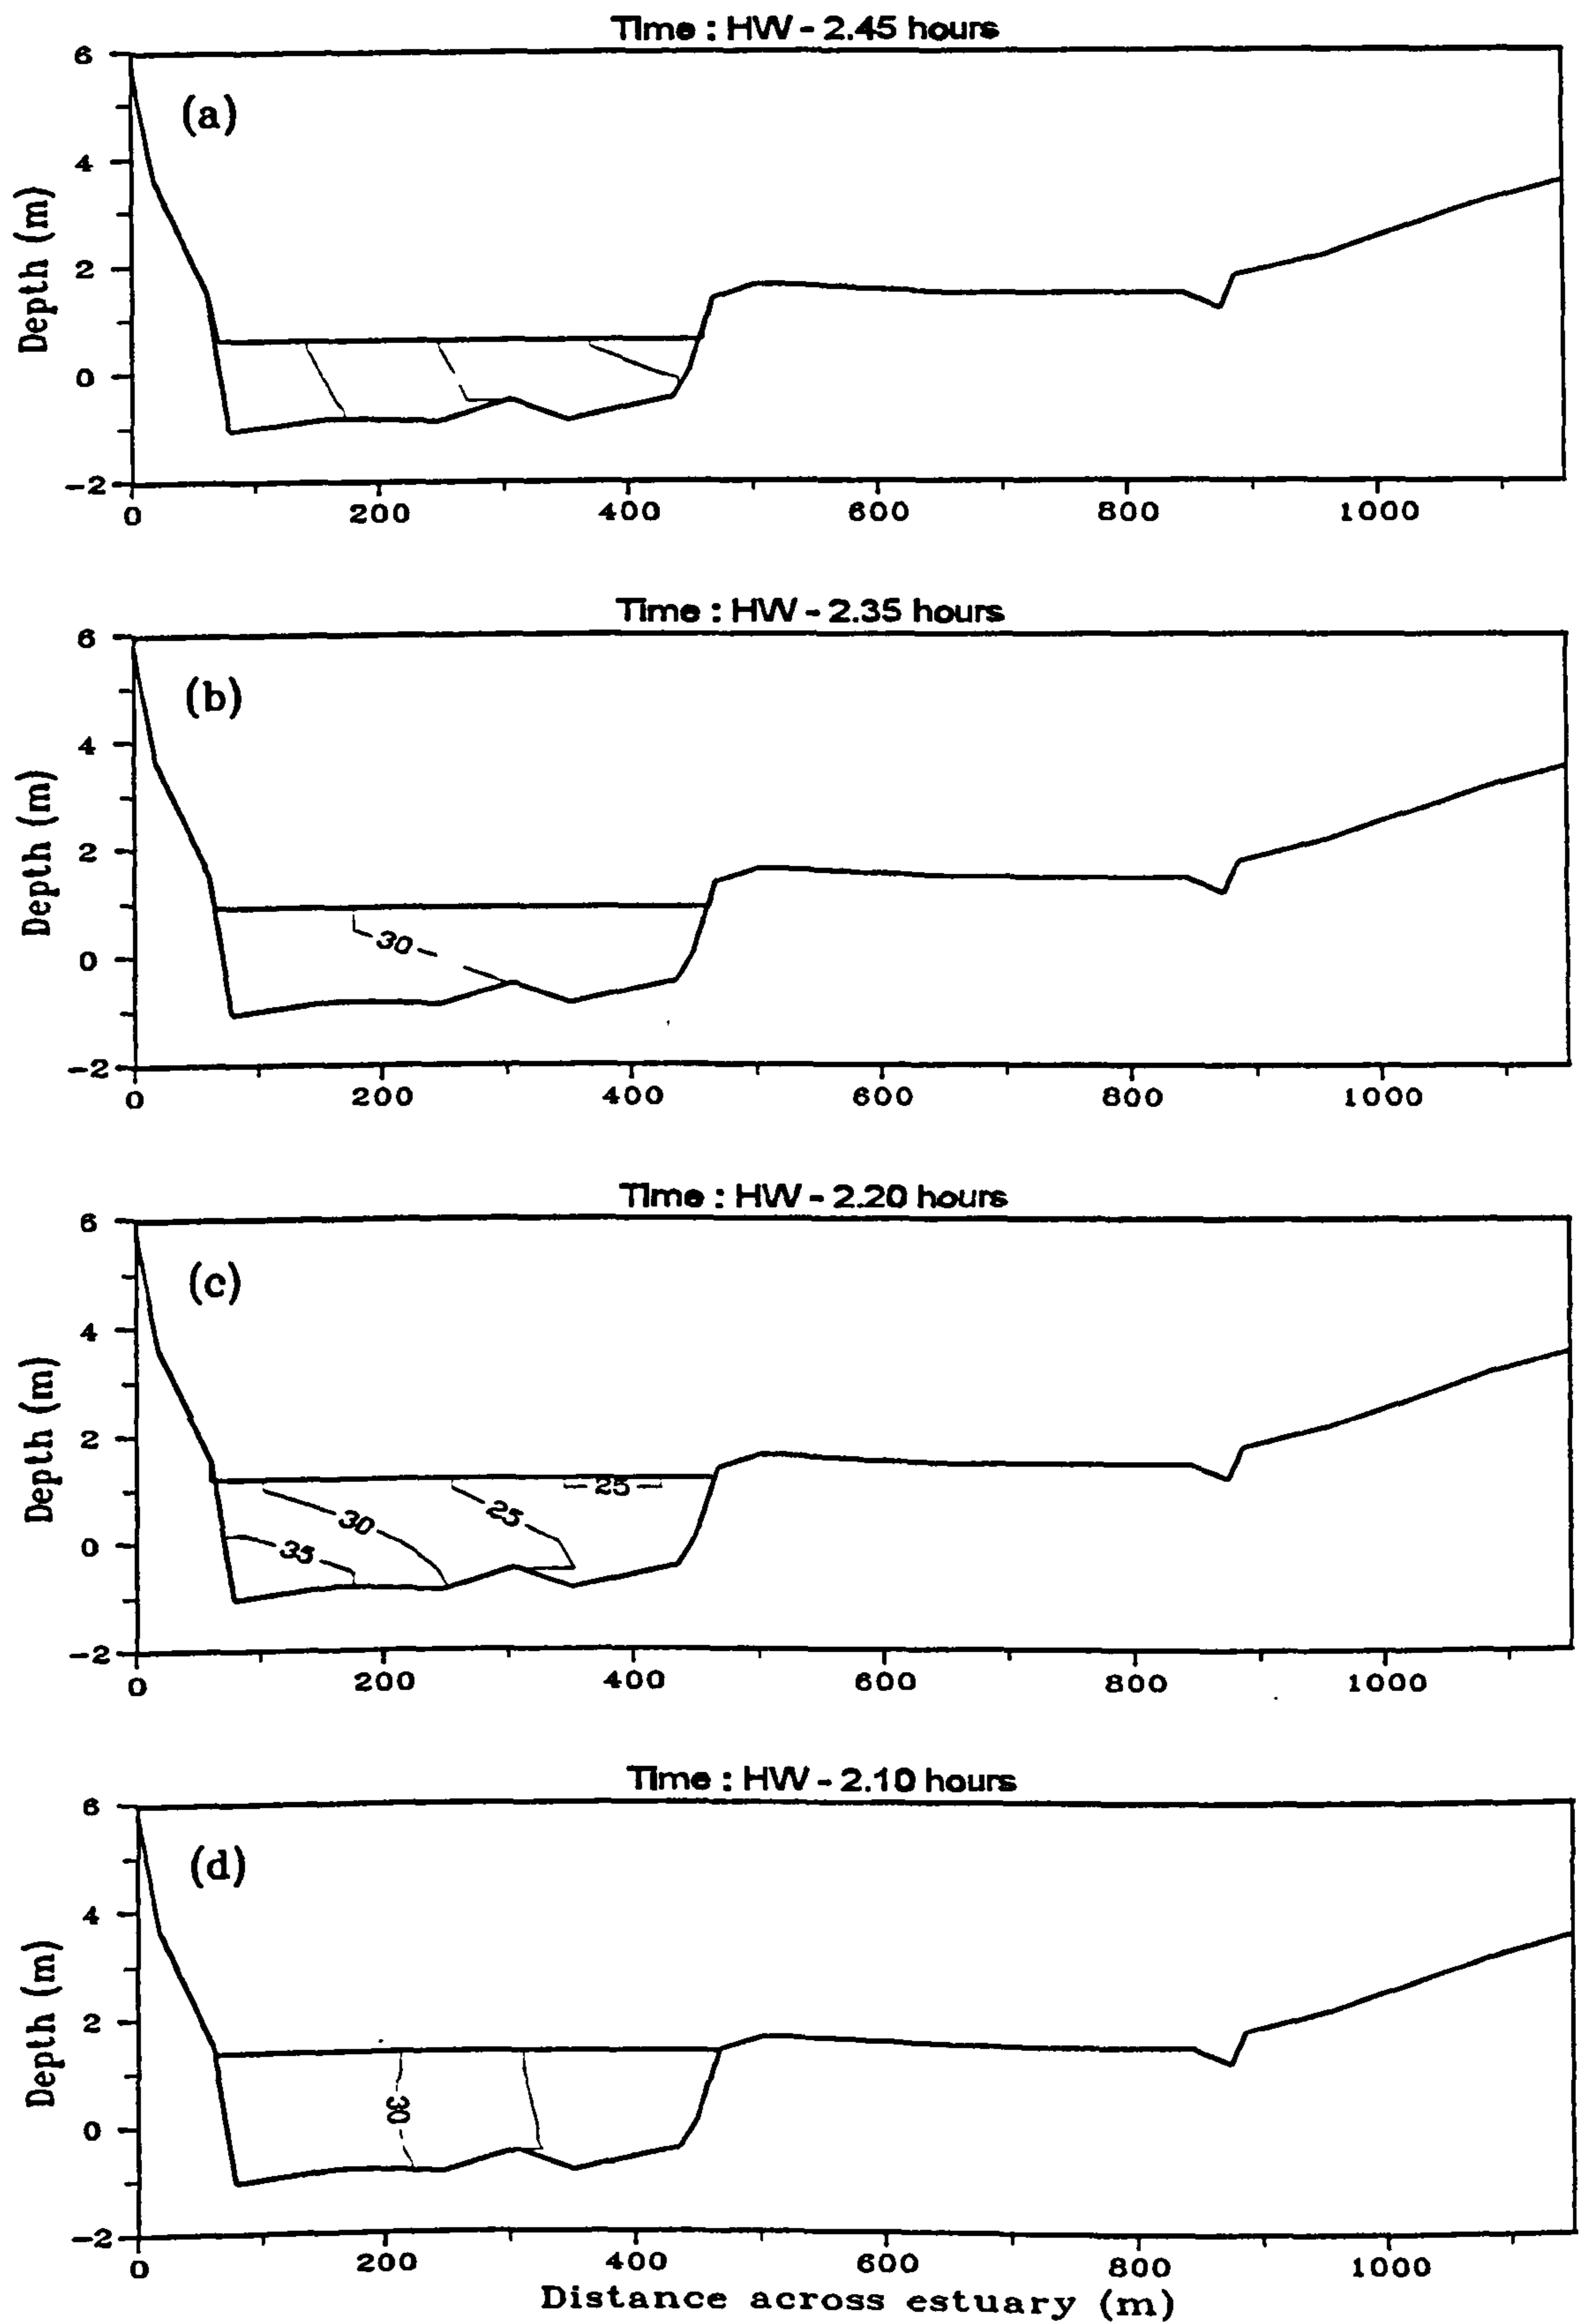 Time : HW - 2.45 hours
6
(a)
4
Depth (m)
2
0
-2
0 200 400 600 800 1000
Time : HW - 2.35 hours
6
(b)
4
Depth (m)
2
30
0
-2
0 200 400 600 800 1000
Time : HW - 2.20 hours
6
(c)
4
Depth (m)
2
25
25
30
35
0
-2
0 200 400 600 800 1000
Time : HW - 2.10 hours
6
(d)
4
Depth (m)
2
30
0
-2
0 200 400 600 800 1000
Distance across estuary (m)